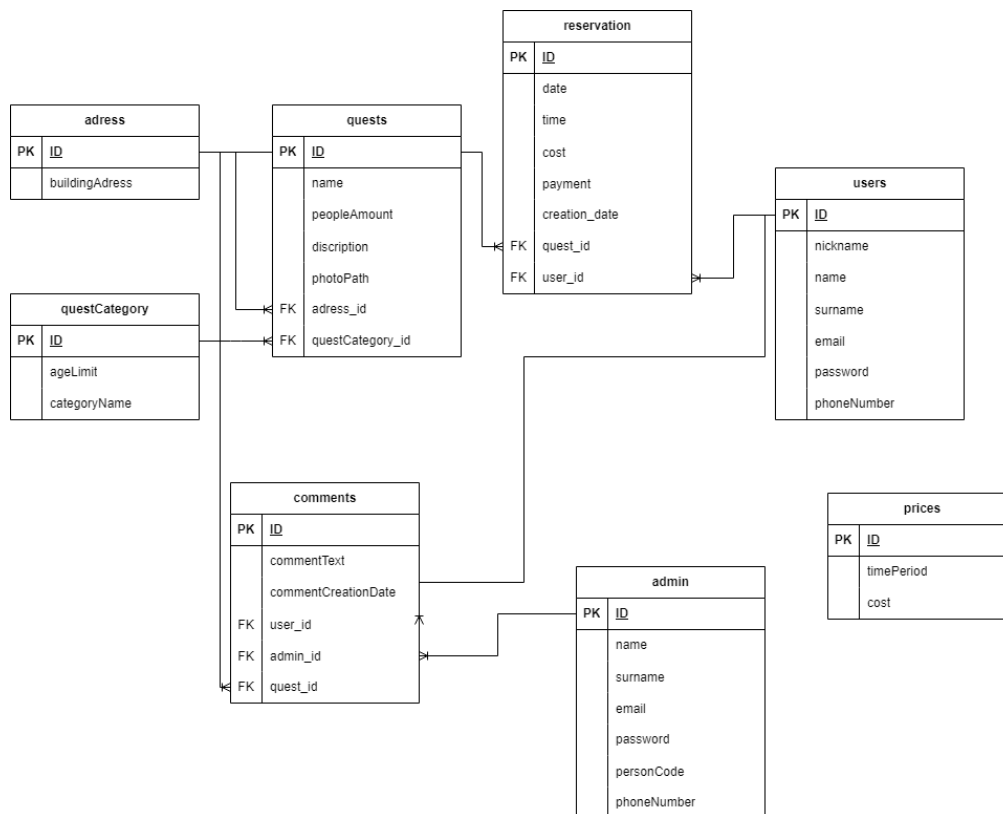 reservation
PK ID
date
time
cost
payment
creation_date
FK quest_id
FK user_id
adress
PK ID
buildingAdress
quests
PK ID
name
peopleAmount
discription
photoPath
FK adress_id
FK questCategory_id
users
PK ID
nickname
name
surname
email
password
phoneNumber
questCategory
PK ID
ageLimit
categoryName
comments
PK ID
commentText
commentCreationDate
FK user_id
FK admin_id
FK quest_id
prices
PK ID
timePeriod
cost
admin
PK ID
name
surname
email
password
personCode
phoneNumber